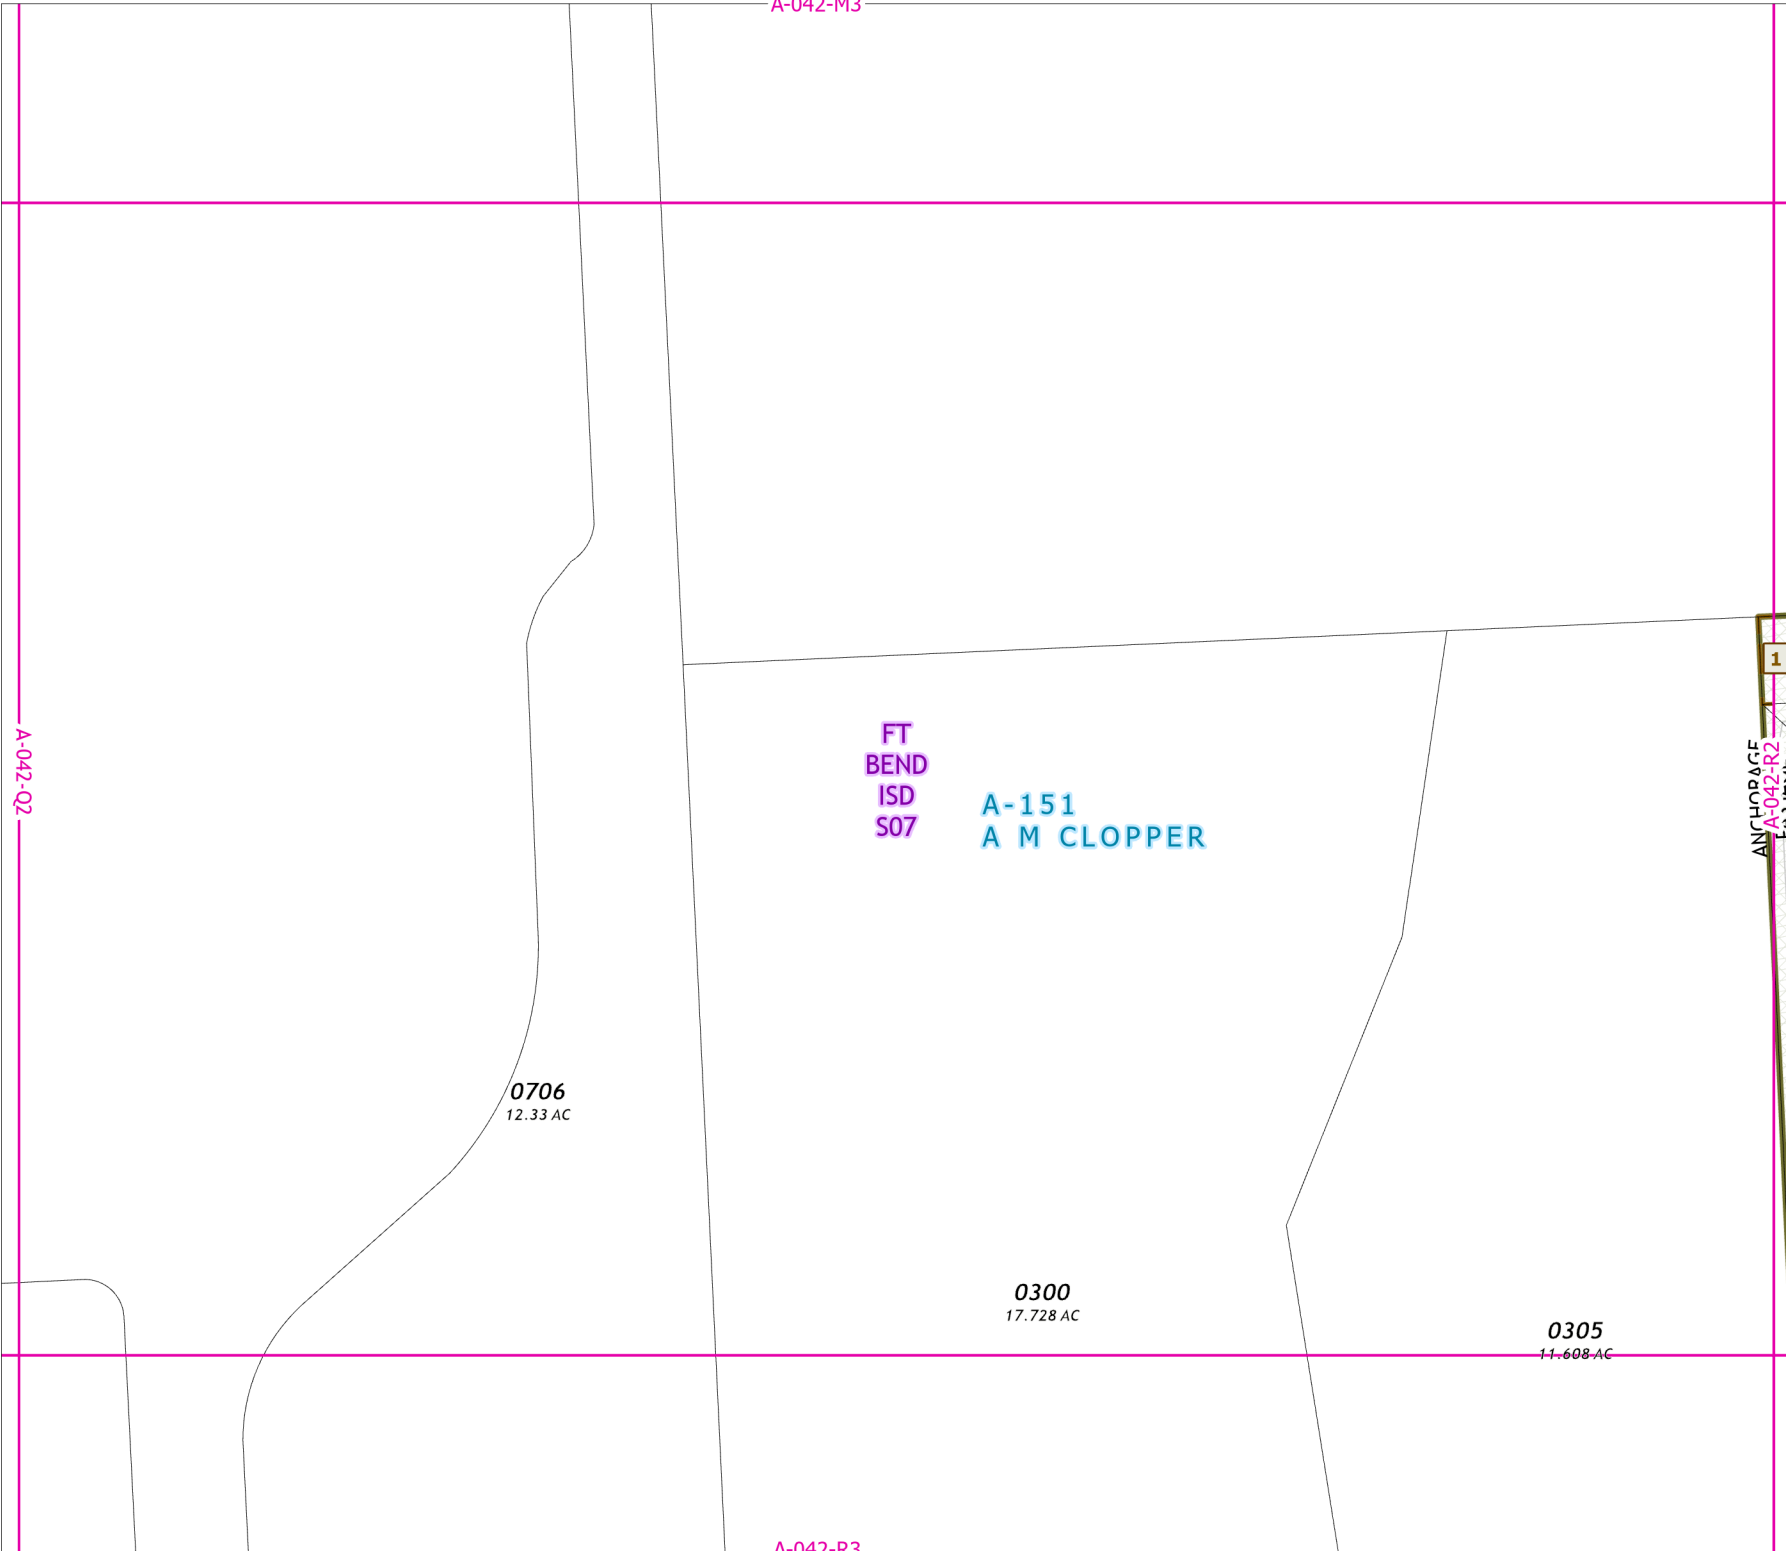 A-042-M3
1
FT
BEND
ISD
S07
A-151
A M CLOPPER
A-042-Q2
A-042-R2
ANCHORAGE
0706
12.33 AC
0300
17.728 AC
0305
11.608 AC
A-042-R3